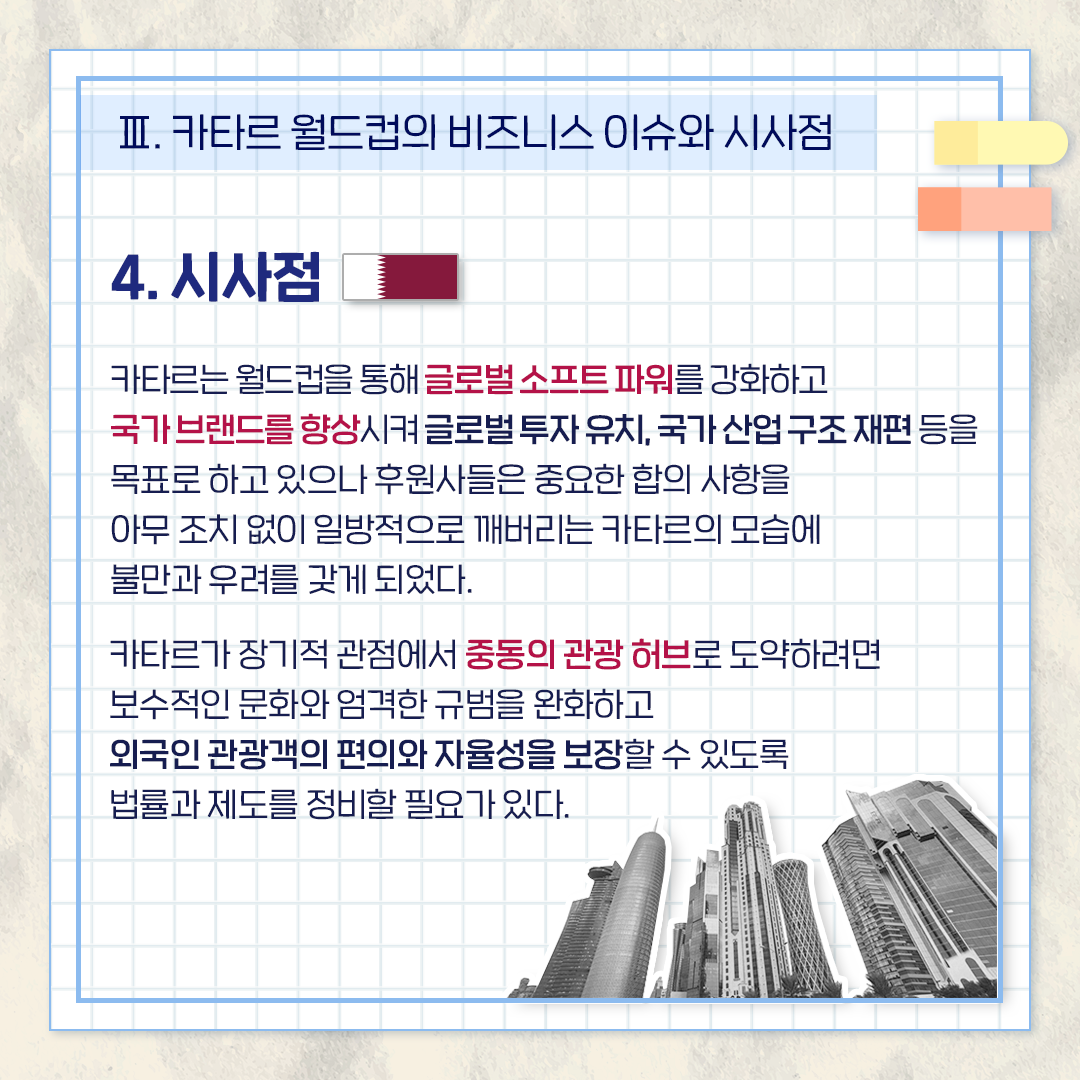 Ⅲ. 카타르 월드컵의 비즈니스 이슈와 시사점
4. 시사점
카타르는 월드컵을 통해 글로벌 소프트 파워를 강화하고
국가 브랜드를 향상시켜 글로벌 투자 유치, 국가 산업 구조 재편 등을
목표로 하고 있으나 후원사들은 중요한 합의 사항을
아무 조치 없이 일방적으로 깨버리는 카타르의 모습에
불만과 우려를 갖게 되었다.
카타르가 장기적 관점에서 중동의 관광 허브로 도약하려면
보수적인 문화와 엄격한 규범을 완화하고
외국인 관광객의 편의와 자율성을 보장할 수 있도록
법률과 제도를 정비할 필요가 있다.